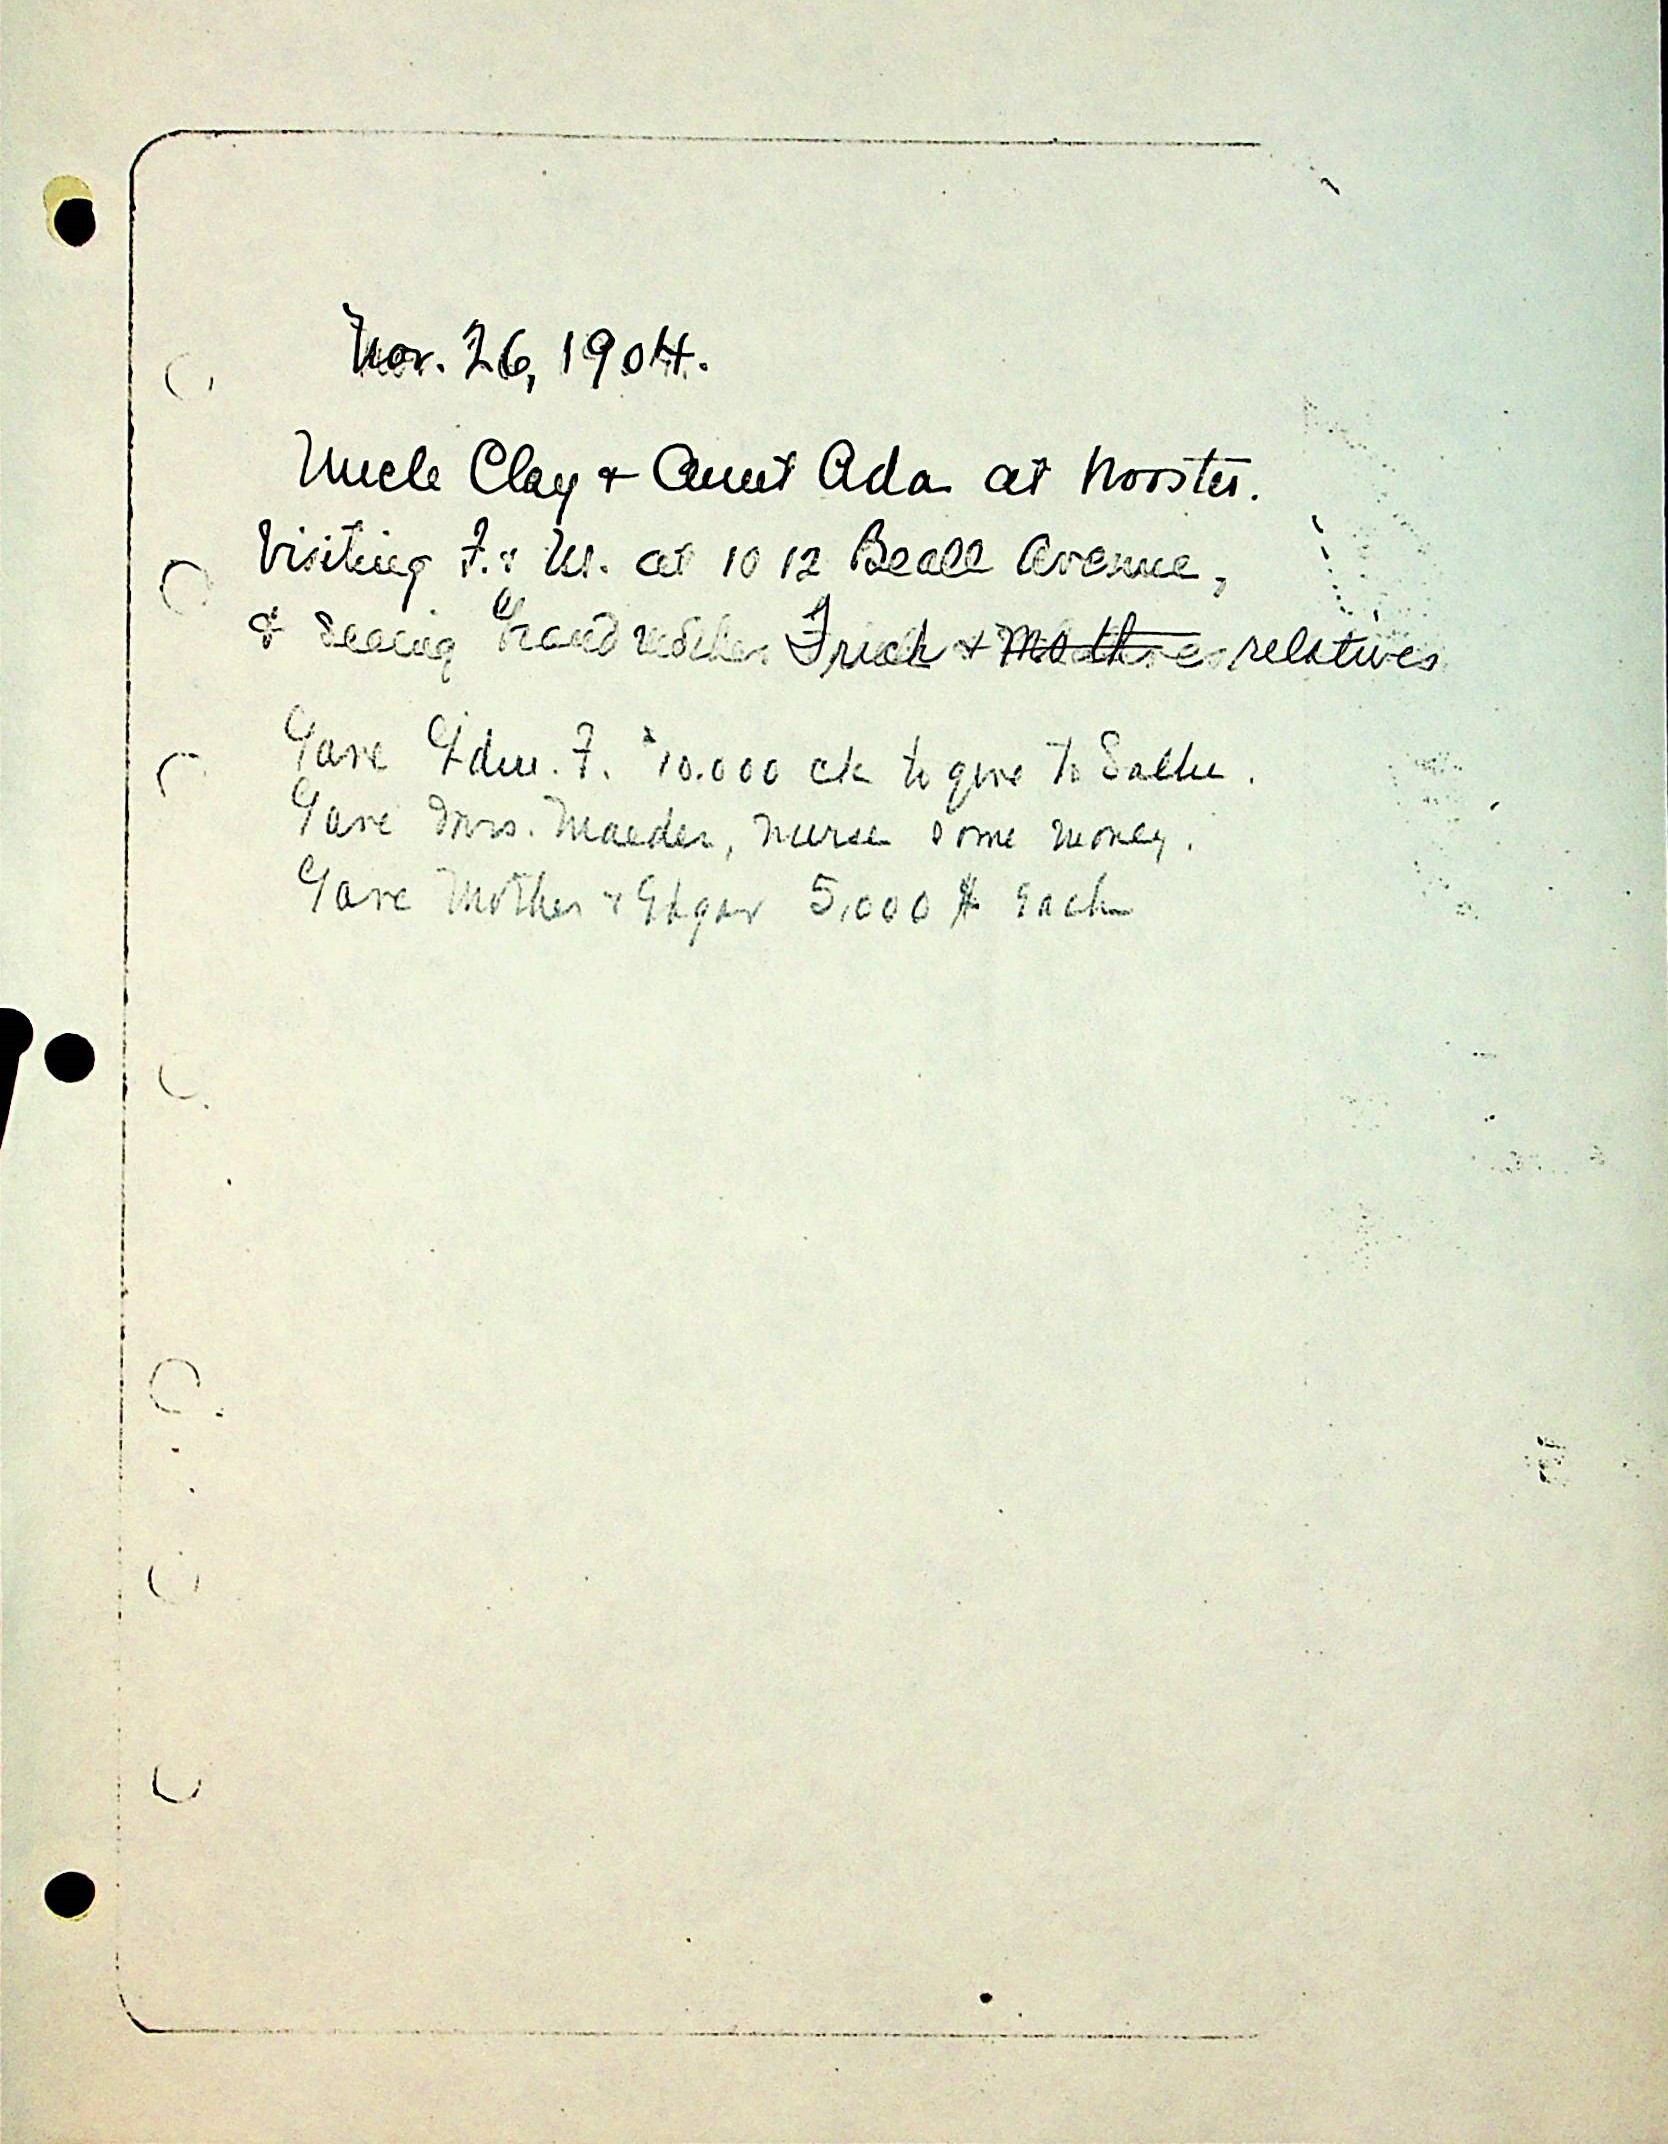 Nov. 26, 1904.
Uncle Clay + Aunt Ada at Wooster.
Visiting F. & M. at 1012 Beall Avenue,
& seeing Grandmother Frick + relatives
Gave Edw. F. $10.000 ck to give to Sallie.
Gave Mrs. Maeder, nurse some money.
Gave Mother + Edgar 5,000 $ each